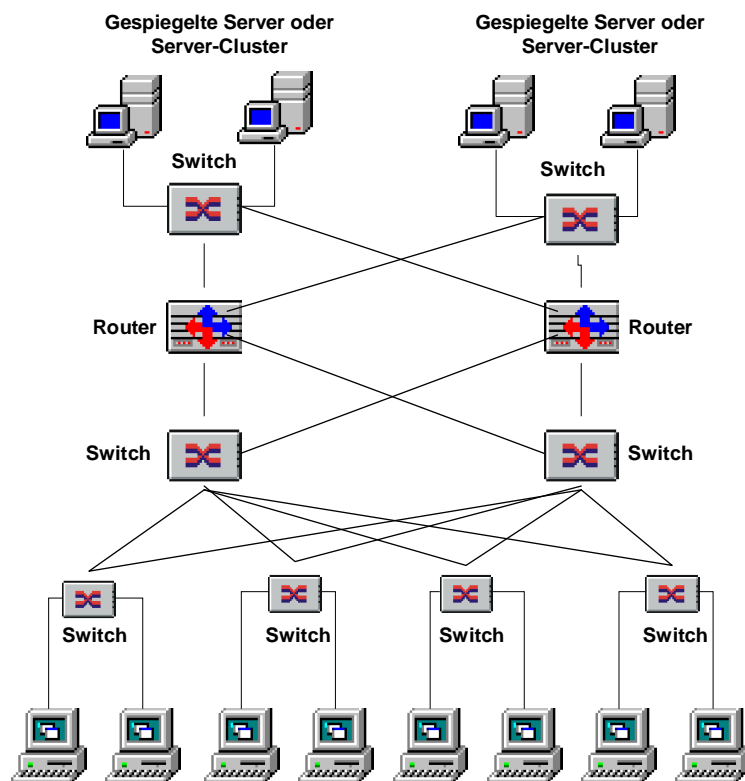 Gespiegelte Server oder
Server-Cluster
Gespiegelte Server oder
Server-Cluster
Switch
Switch
Router
Router
Switch
Switch
Switch
Switch
Switch
Switch